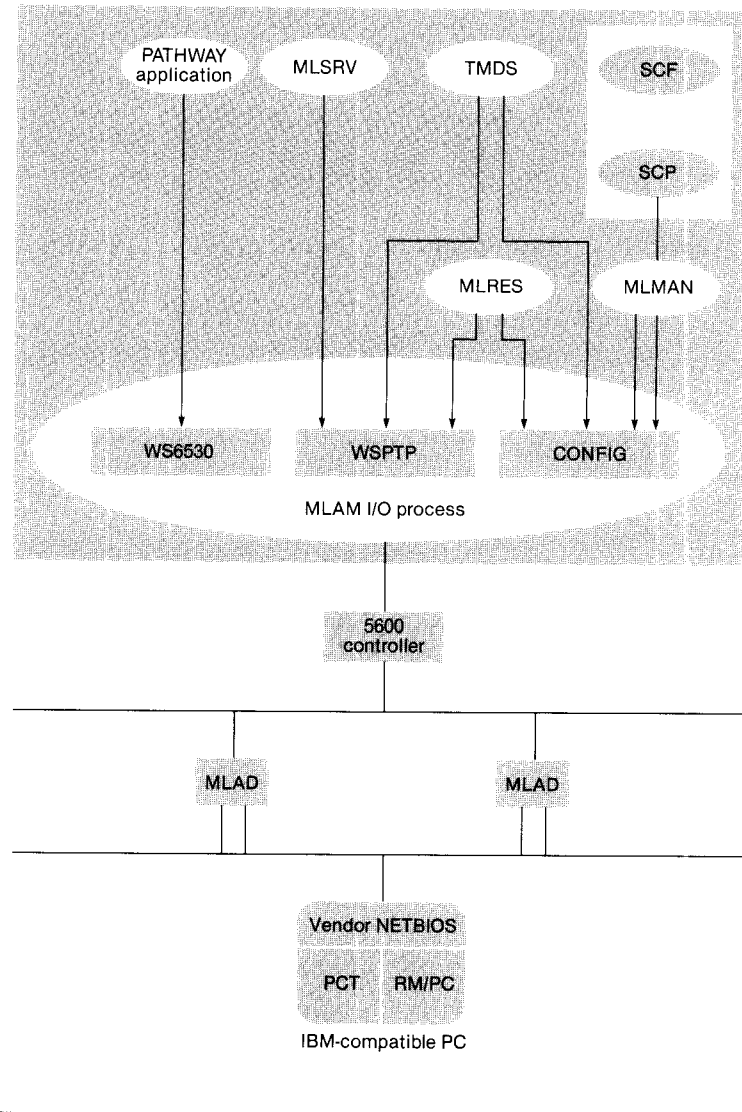 PATHWAY
application
MLSRV
TMDS
SCF
SCP
MLRES
MLMAN
WS6530
WSPTP
CONFIG
MLAM I/O process
5600
controller
MLAD
MLAD
Vendor NETBIOS
PCT
RM/PC
IBM-compatible PC